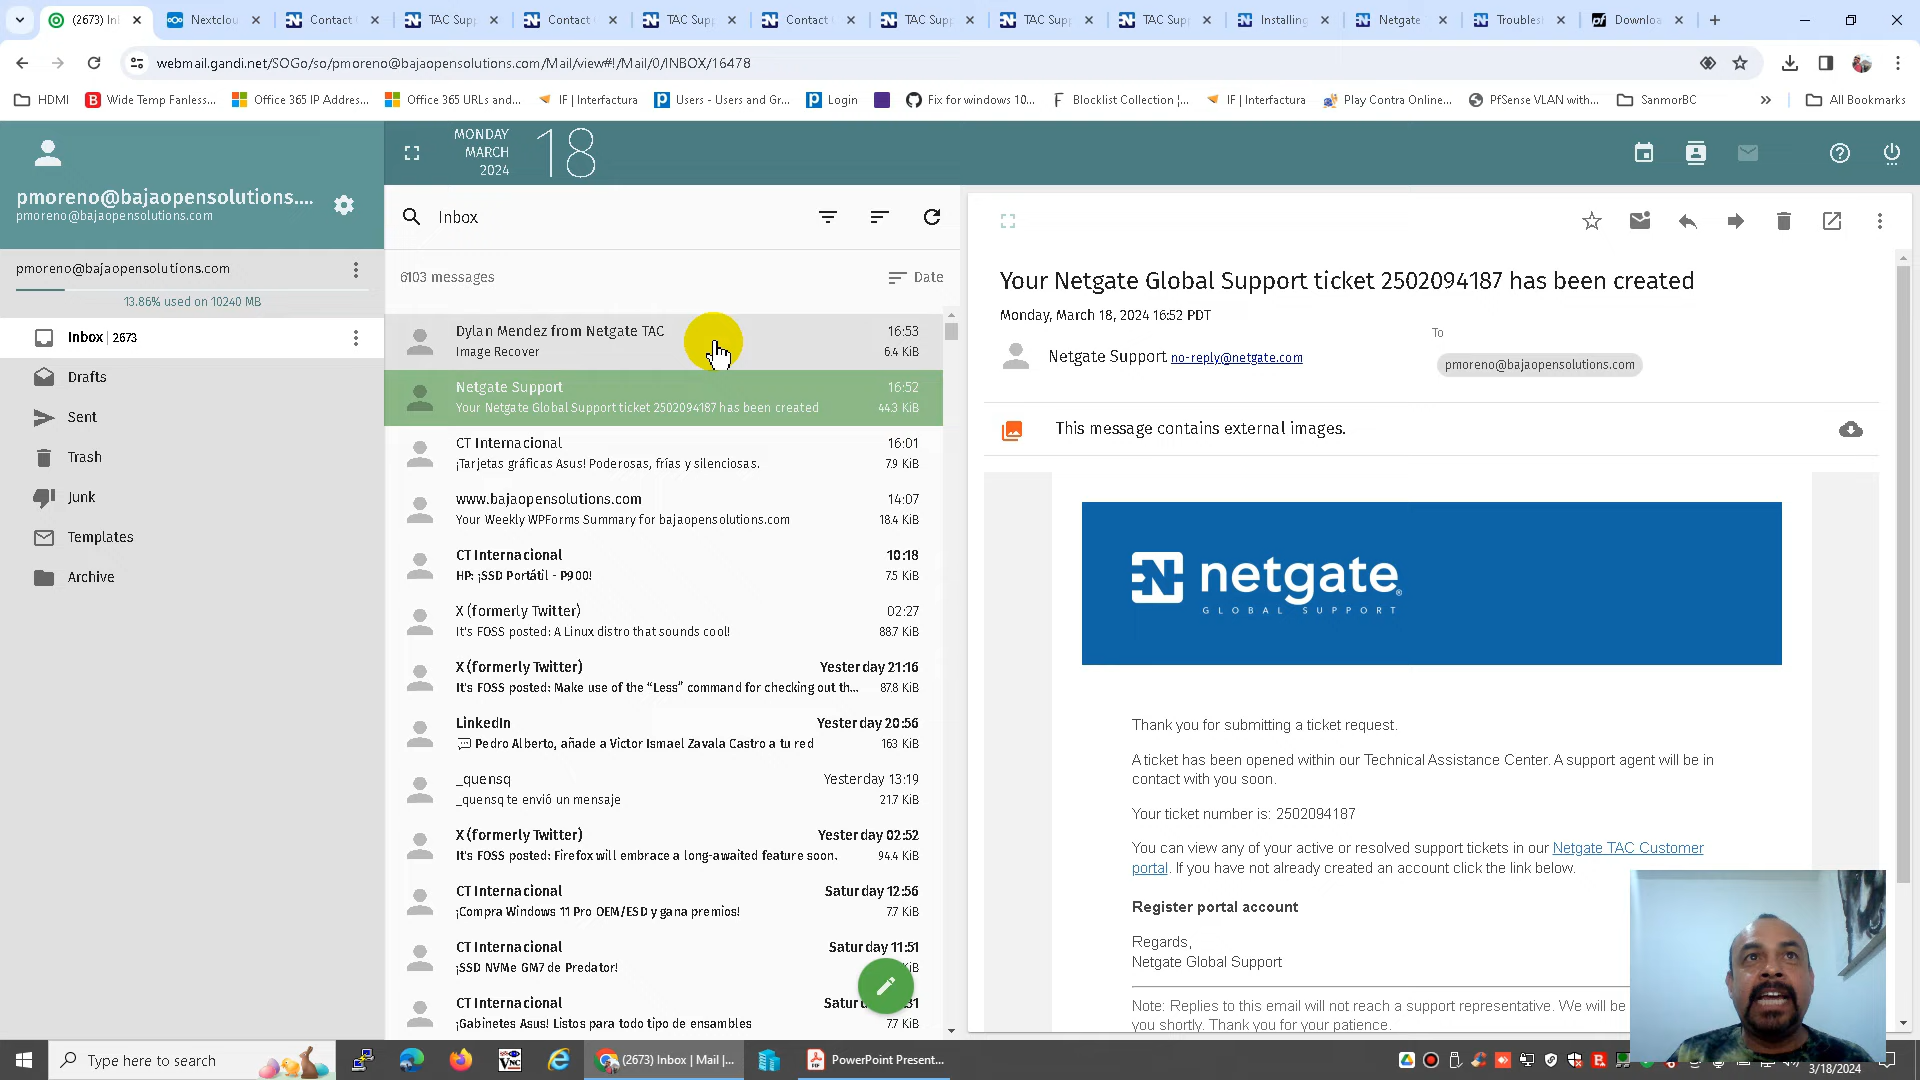 (2673) In
Nextclou
Contact
TAC Supp
Contact
TAC Supp
Contact
TAC Supp
TAC Supp
TAC Supp
Installing
Netgate
Troubles
Downloa
webmail.gandi.net/SOGo/so/pmoreno@bajaopensolutions.com/Mail/view#!/Mail/0/INBOX/16478
HDMI
Wide Temp Fanless...
Office 365 IP Addres...
Office 365 URLs and...
IF | Interfactura
Users - Users and Gr...
Login
Fix for windows 10...
Blocklist Collection |...
IF | Interfactura
Play Contra Online...
PfSense VLAN with...
SanmorBC
All Bookmarks
MONDAY
MARCH
2024
18
pmoreno@bajaopensolutions....
pmoreno@bajaopensolutions.com
pmoreno@bajaopensolutions.com
13.86% used on 10240 MB
Inbox | 2673
Drafts
Sent
Trash
Junk
Templates
Archive
Inbox
6103 messages
Date
Dylan Mendez from Netgate TAC 16:53
Image Recover 6.4 KiB
Netgate Support 16:52
Your Netgate Global Support ticket 2502094187 has been created 44.3 KiB
CT Internacional 16:01
¡Tarjetas gráficas Asus! Poderosas, frías y silenciosas. 7.9 KiB
www.bajaopensolutions.com 14:07
Your Weekly WPForms Summary for bajaopensolutions.com 18.4 KiB
CT Internacional 10:18
HP: ¡SSD Portátil - P900! 7.5 KiB
X (formerly Twitter) 02:27
It's FOSS posted: A Linux distro that sounds cool! 88.7 KiB
X (formerly Twitter) Yesterday 21:16
It's FOSS posted: Make use of the “Less” command for checking out th... 87.8 KiB
LinkedIn Yesterday 20:56
Pedro Alberto, añade a Victor Ismael Zavala Castro a tu red 163 KiB
_quensq Yesterday 13:19
_quensq te envió un mensaje 21.7 KiB
X (formerly Twitter) Yesterday 02:52
It's FOSS posted: Firefox will embrace a long-awaited feature soon. 94.4 KiB
CT Internacional Saturday 12:56
¡Compra Windows 11 Pro OEM/ESD y gana premios! 7.7 KiB
CT Internacional Saturday 11:51
¡SSD NVMe GM7 de Predator! KiB
CT Internacional Satur 31
¡Gabinetes Asus! Listos para todo tipo de ensambles 7.7 KiB
Your Netgate Global Support ticket 2502094187 has been created
Monday, March 18, 2024 16:52 PDT
To
Netgate Support no-reply@netgate.com
pmoreno@bajaopensolutions.com
This message contains external images.
netgate®
GLOBAL SUPPORT
Thank you for submitting a ticket request.
A ticket has been opened within our Technical Assistance Center. A support agent will be in
contact with you soon.
Your ticket number is: 2502094187
You can view any of your active or resolved support tickets in our Netgate TAC Customer
portal. If you have not already created an account click the link below.
Register portal account
Regards,
Netgate Global Support
Note: Replies to this email will not reach a support representative. We will be
you shortly. Thank you for your patience.
Type here to search
(2673) Inbox | Mail |...
PowerPoint Present...
3/18/2024